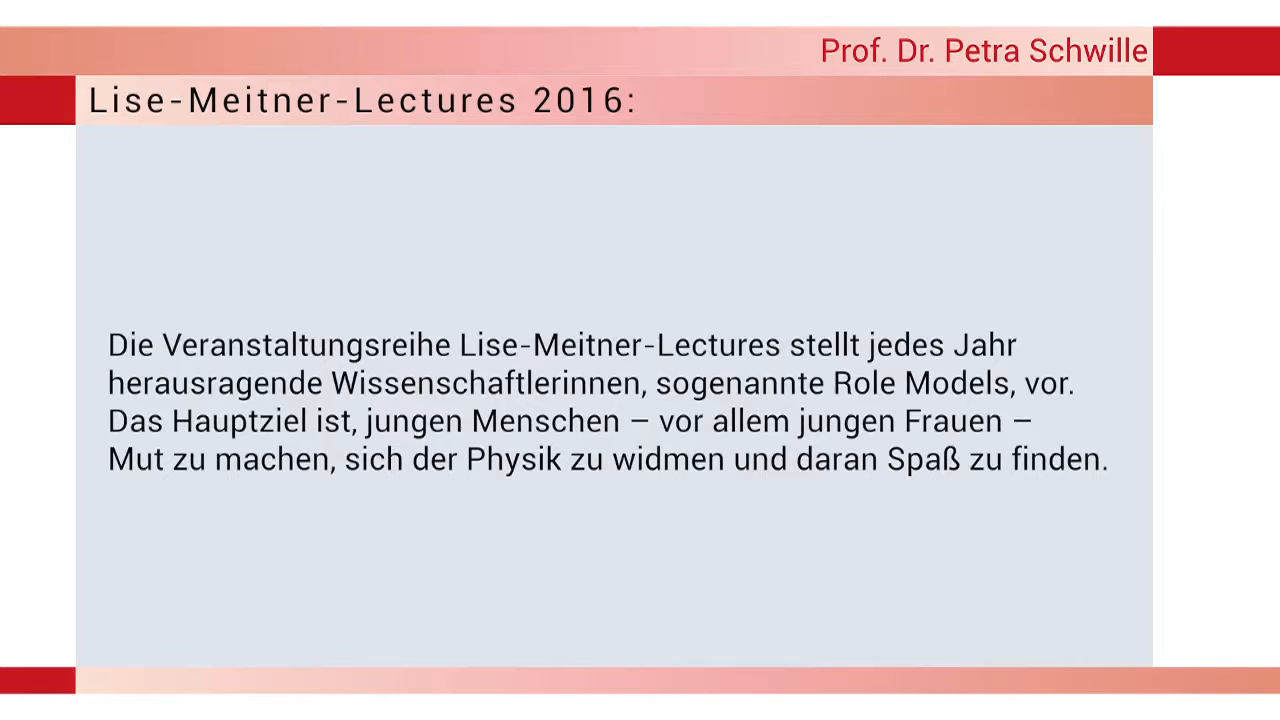 Prof. Dr. Petra Schwille
Lise-Meitner-Lectures 2016:
Die Veranstaltungsreihe Lise-Meitner-Lectures stellt jedes Jahr
herausragende Wissenschaftlerinnen, sogenannte Role Models, vor.
Das Hauptziel ist, jungen Menschen – vor allem jungen Frauen –
Mut zu machen, sich der Physik zu widmen und daran Spaß zu finden.